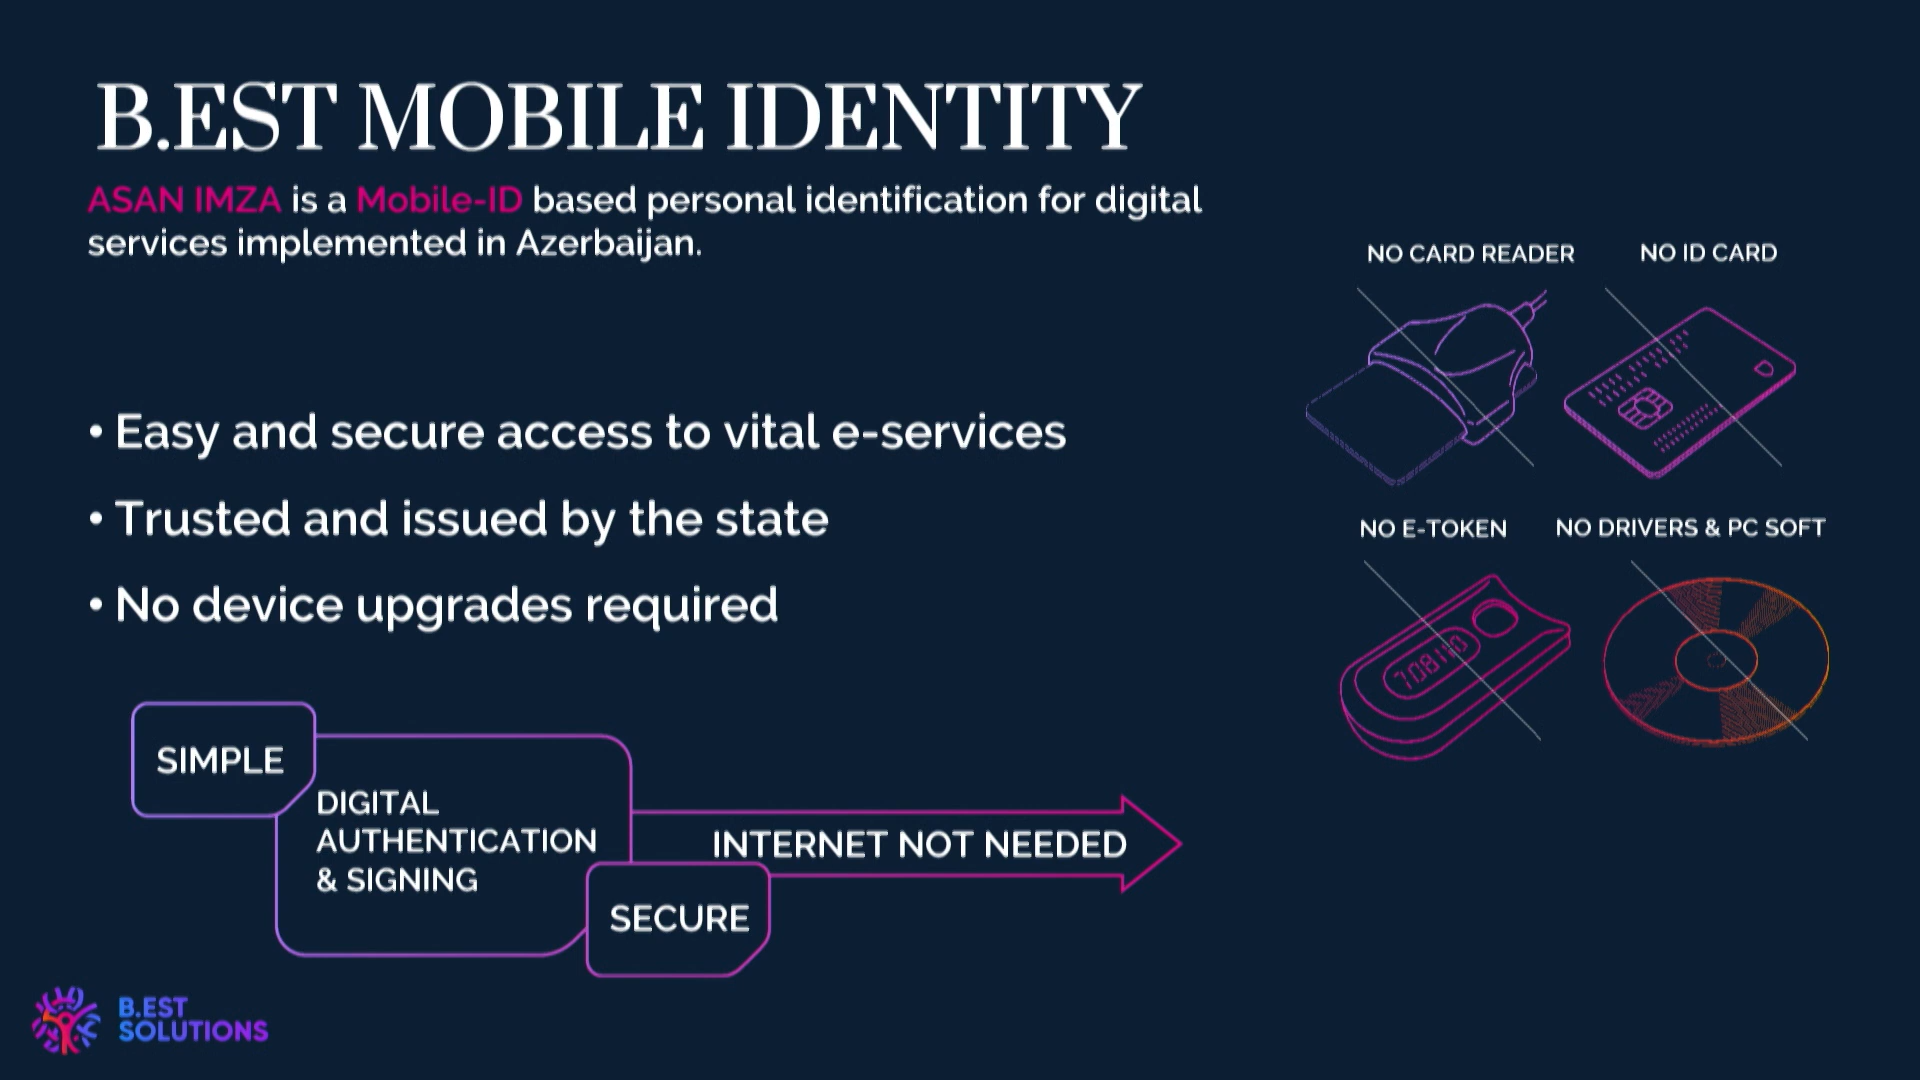 B.EST MOBILE IDENTITY
ASAN IMZA is a Mobile-ID based personal identification for digital
services implemented in Azerbaijan.
NO CARD READER
NO ID CARD
• Easy and secure access to vital e-services
• Trusted and issued by the state
• No device upgrades required
NO E-TOKEN
NO DRIVERS & PC SOFT
SIMPLE
DIGITAL
AUTHENTICATION
& SIGNING
INTERNET NOT NEEDED
SECURE
B.EST
SOLUTIONS